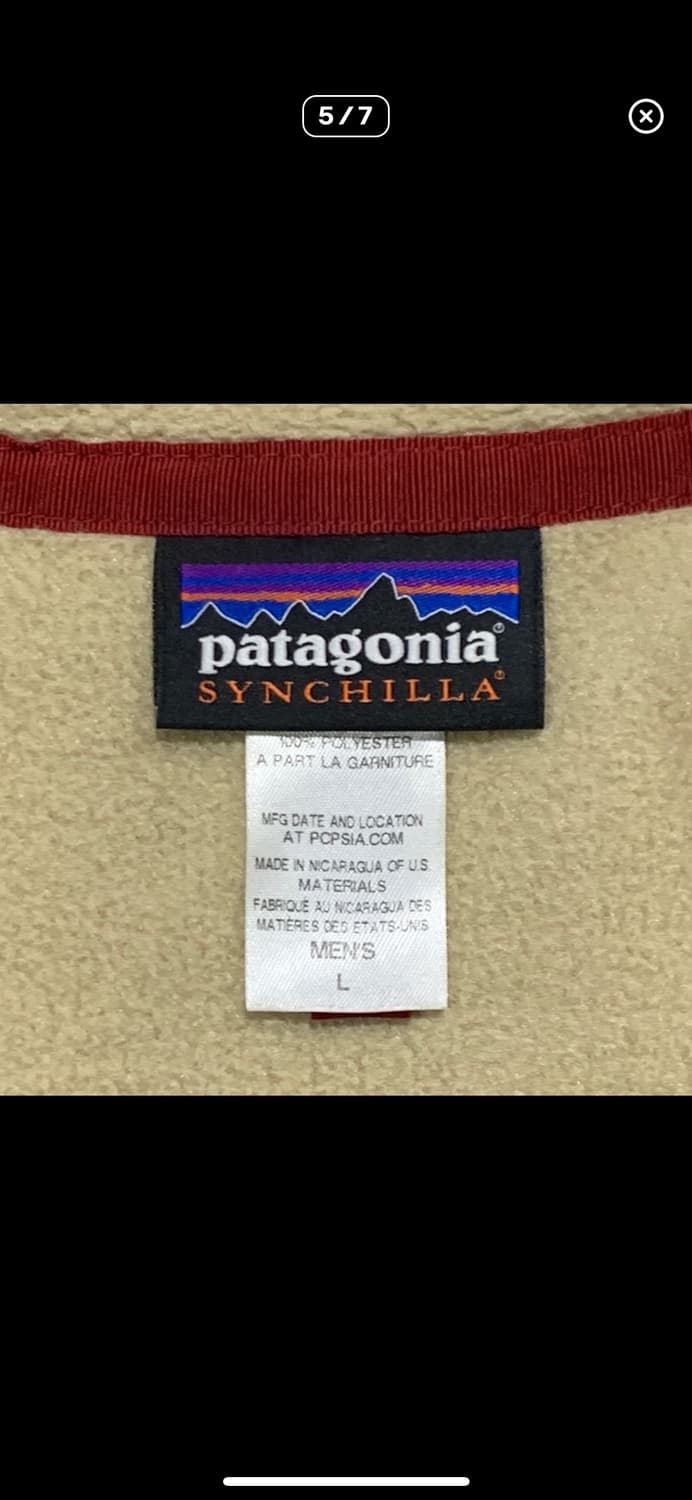 5/7
patagonia
SYNCHILLA
100% POLYESTER
A PART LA GARNITURE
MFG DATE AND LOCATION
AT PCPSIA.COM
MADE IN NICARAGUA OF U.S.
MATERIALS
FABRIQUÉ AU NICARAGUA DES
MATIÈRES DES ETATS-UNIS
MEN'S
L